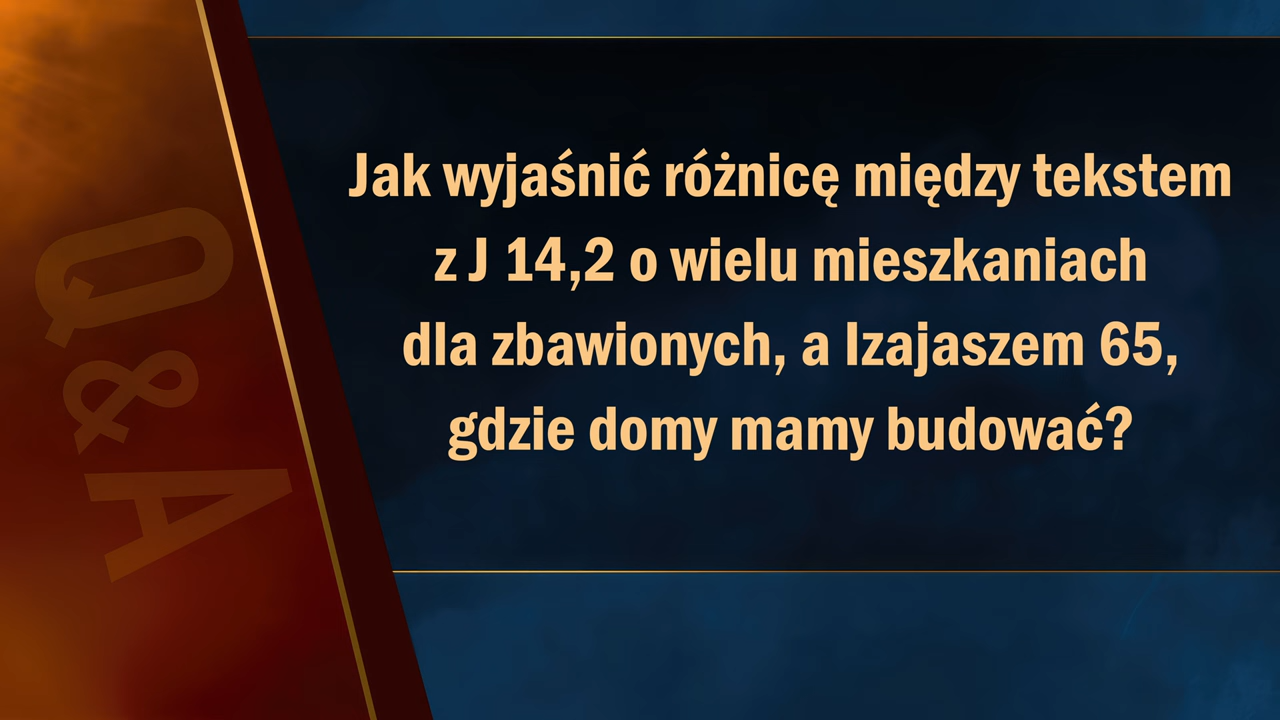 Q&A
Jak wyjaśnić różnicę między tekstem
z J 14,2 o wielu mieszkaniach
dla zbawionych, a Izajaszem 65,
gdzie domy mamy budować?